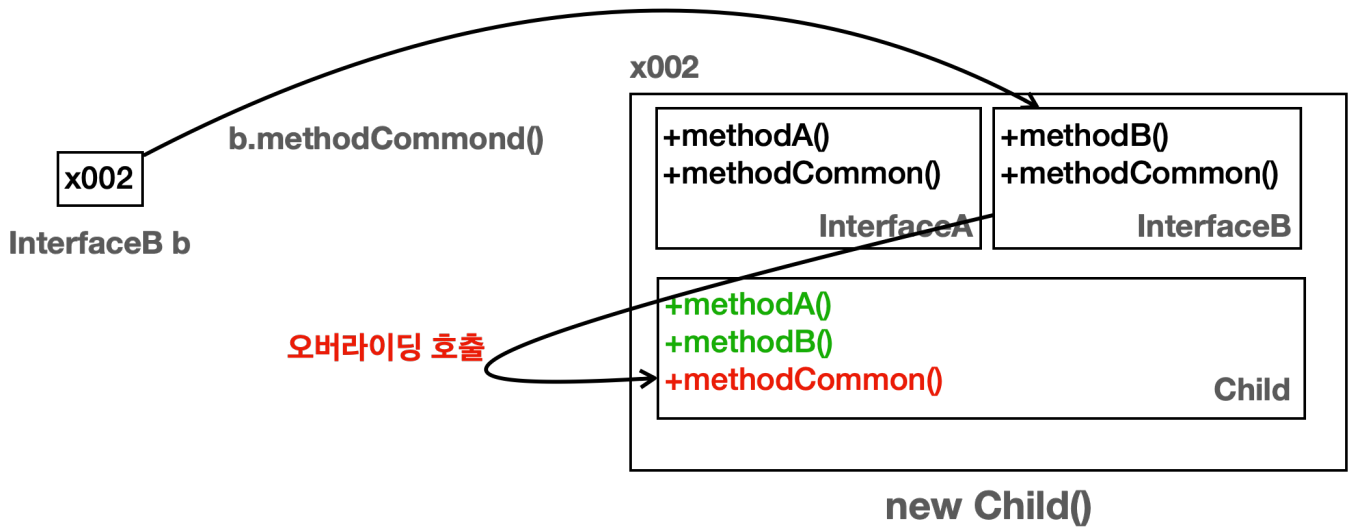 x002
b.methodCommond()
x002
InterfaceB b
+methodA()
+methodCommon()
InterfaceA
+methodB()
+methodCommon()
InterfaceB
오버라이딩 호출
+methodA()
+methodB()
+methodCommon()
Child
new Child()